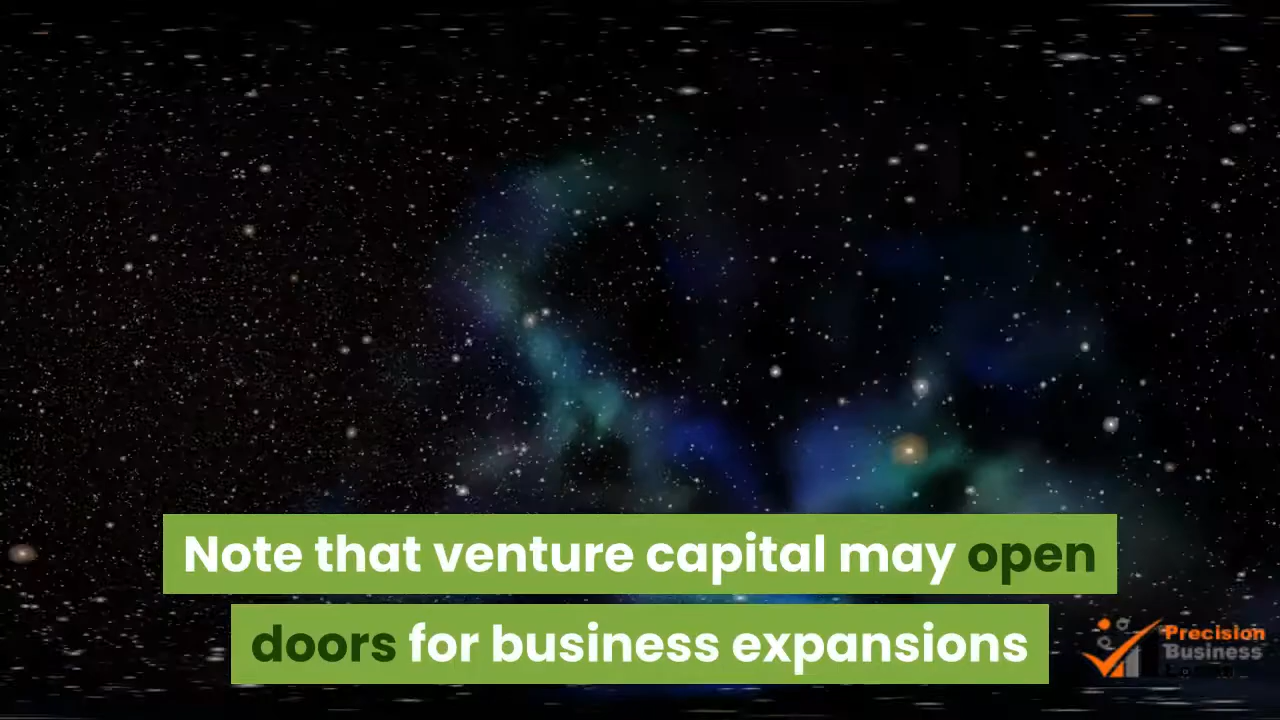 Note that venture capital may open
doors for business expansions
Precision
Business